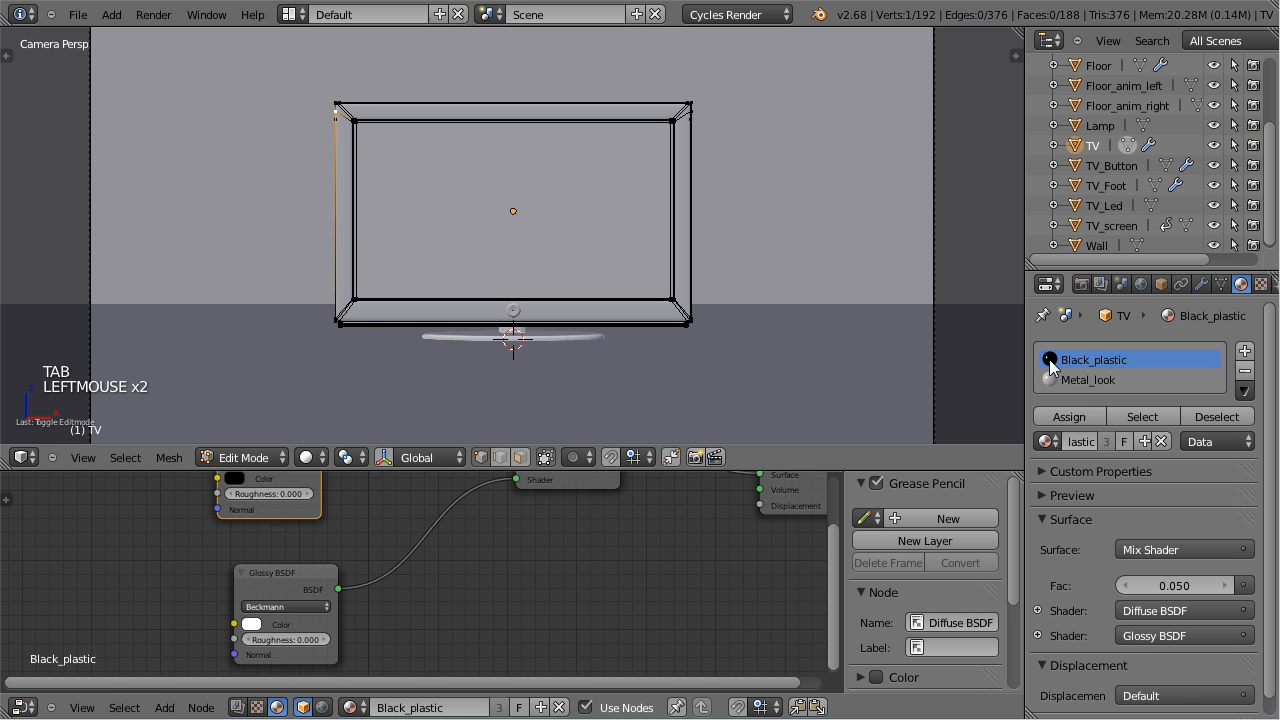 File Add Render Window Help Default Scene Cycles Render v2.68 | Verts:1/192 | Edges:0/376 | Faces:0/188 | Tris:376 | Mem:20.28M (0.14M) | TV
Camera Persp
View Search All Scenes
Floor
Floor_anim_left
Floor_anim_right
Lamp
TV
TV_Button
TV_Foot
TV_Led
TV_screen
Wall
TV Black_plastic
Black_plastic
Metal_look
TAB
LEFTMOUSE x2
z
x
Last: Toggle Editmode
(1) TV
Assign Select Deselect
lastic 3 F Data
View Select Mesh Edit Mode Global
Custom Properties
Preview
Surface
Surface: Mix Shader
Fac: 0.050
Shader: Diffuse BSDF
Shader: Glossy BSDF
Displacement
Displacemen Default
Color
Roughness: 0.000
Normal
Shader
Surface
Volume
Displacement
Glossy BSDF
BSDF
Beckmann
Color
Roughness: 0.000
Normal
Black_plastic
Grease Pencil
New
New Layer
Delete Frame Convert
Node
Name: Diffuse BSDF
Label:
Color
View Select Add Node Black_plastic 3 F Use Nodes